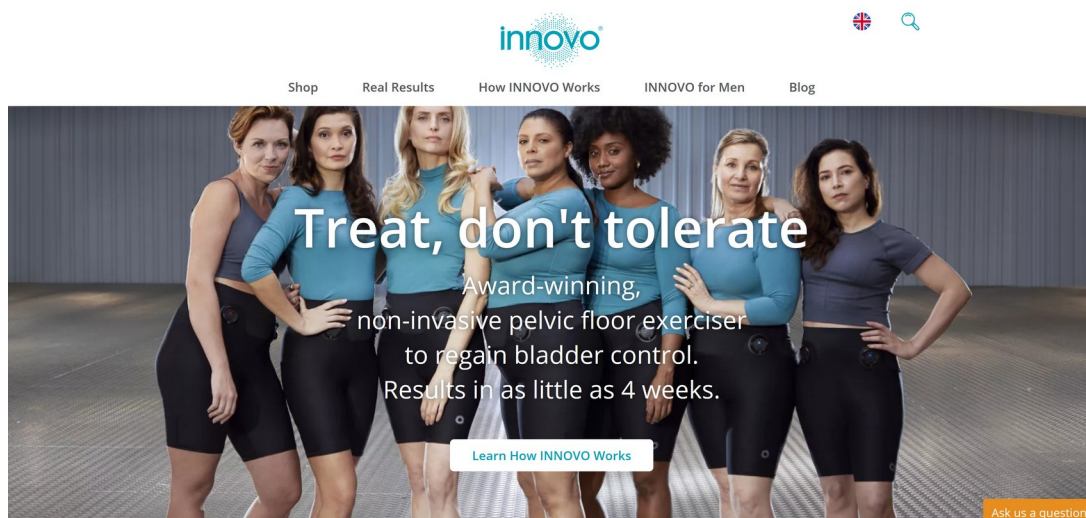 innovo®
Shop Real Results How INNOVO Works INNOVO for Men Blog
Treat, don't tolerate
Award-winning,
non-invasive pelvic floor exerciser
to regain bladder control.
Results in as little as 4 weeks.
Learn How INNOVO Works
Ask us a question